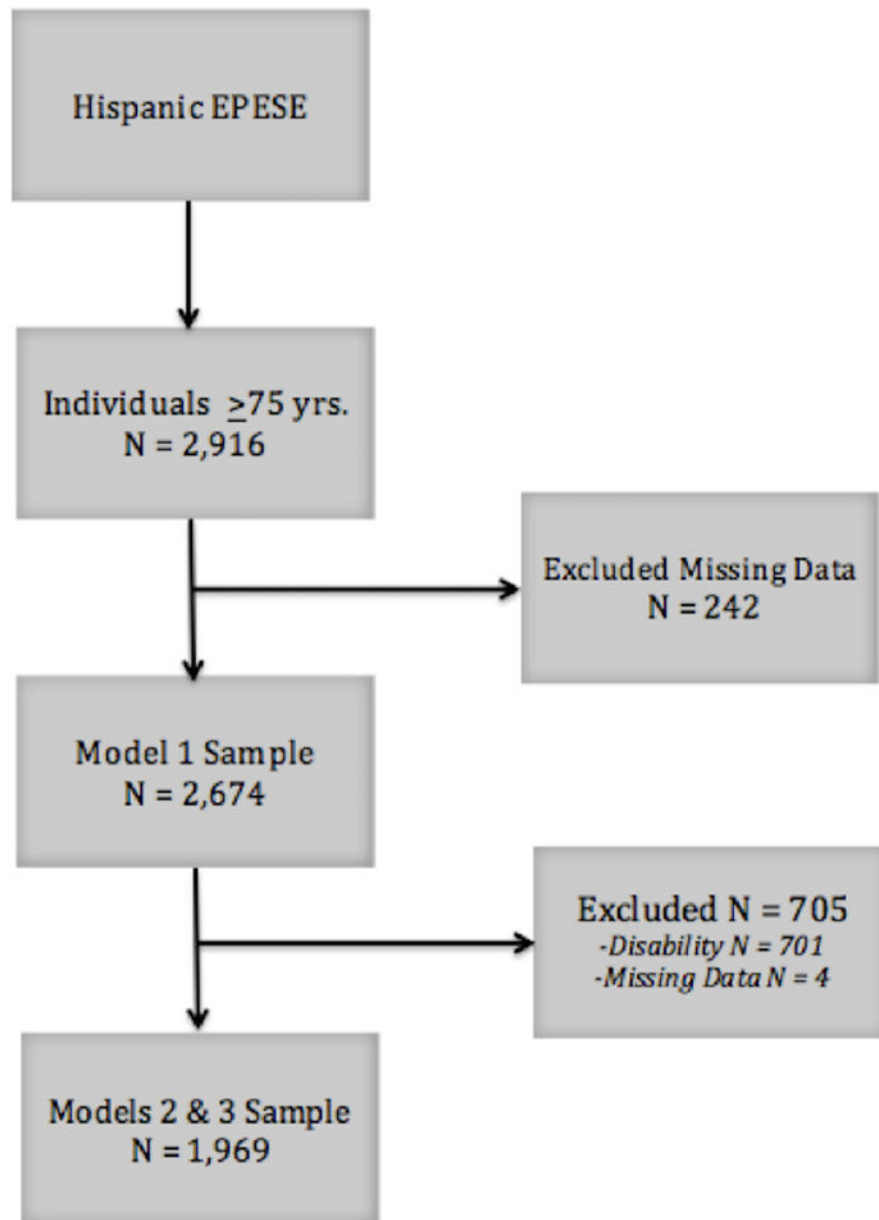 Hispanic EPESE
Individuals ≥75 yrs.
N = 2,916
Excluded Missing Data
N = 242
Model 1 Sample
N = 2,674
Excluded N = 705
-Disability N = 701
-Missing Data N = 4
Models 2 & 3 Sample
N = 1,969